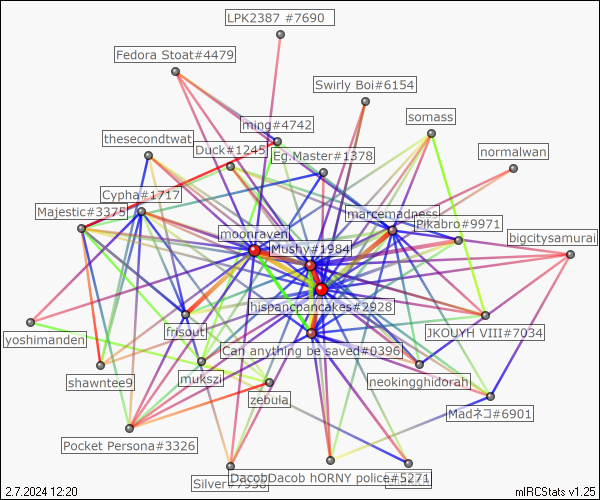 LPK2387 #7690
Fedora Stoat#4479
Swirly Boi#6154
ming#4742
somass
thesecondtwat
Duck#1245
Eg.Master#1378
normalwan
Cypha#1717
Majestic#3375
marcemadness
Pikabro#9971
moonraven
Mushy#1984
bigcitysamurai
hispanicpancakes#2928
frisout
JKOUYH VIII#7034
yoshimanden
Can anything be saved#0396
shawntee9
mukszi
neokingghidorah
zebula
Madネコ#6901
Pocket Persona#3326
DacobDacob hORNY police#5271
2.7.2024 12:20
mIRCStats v1.25